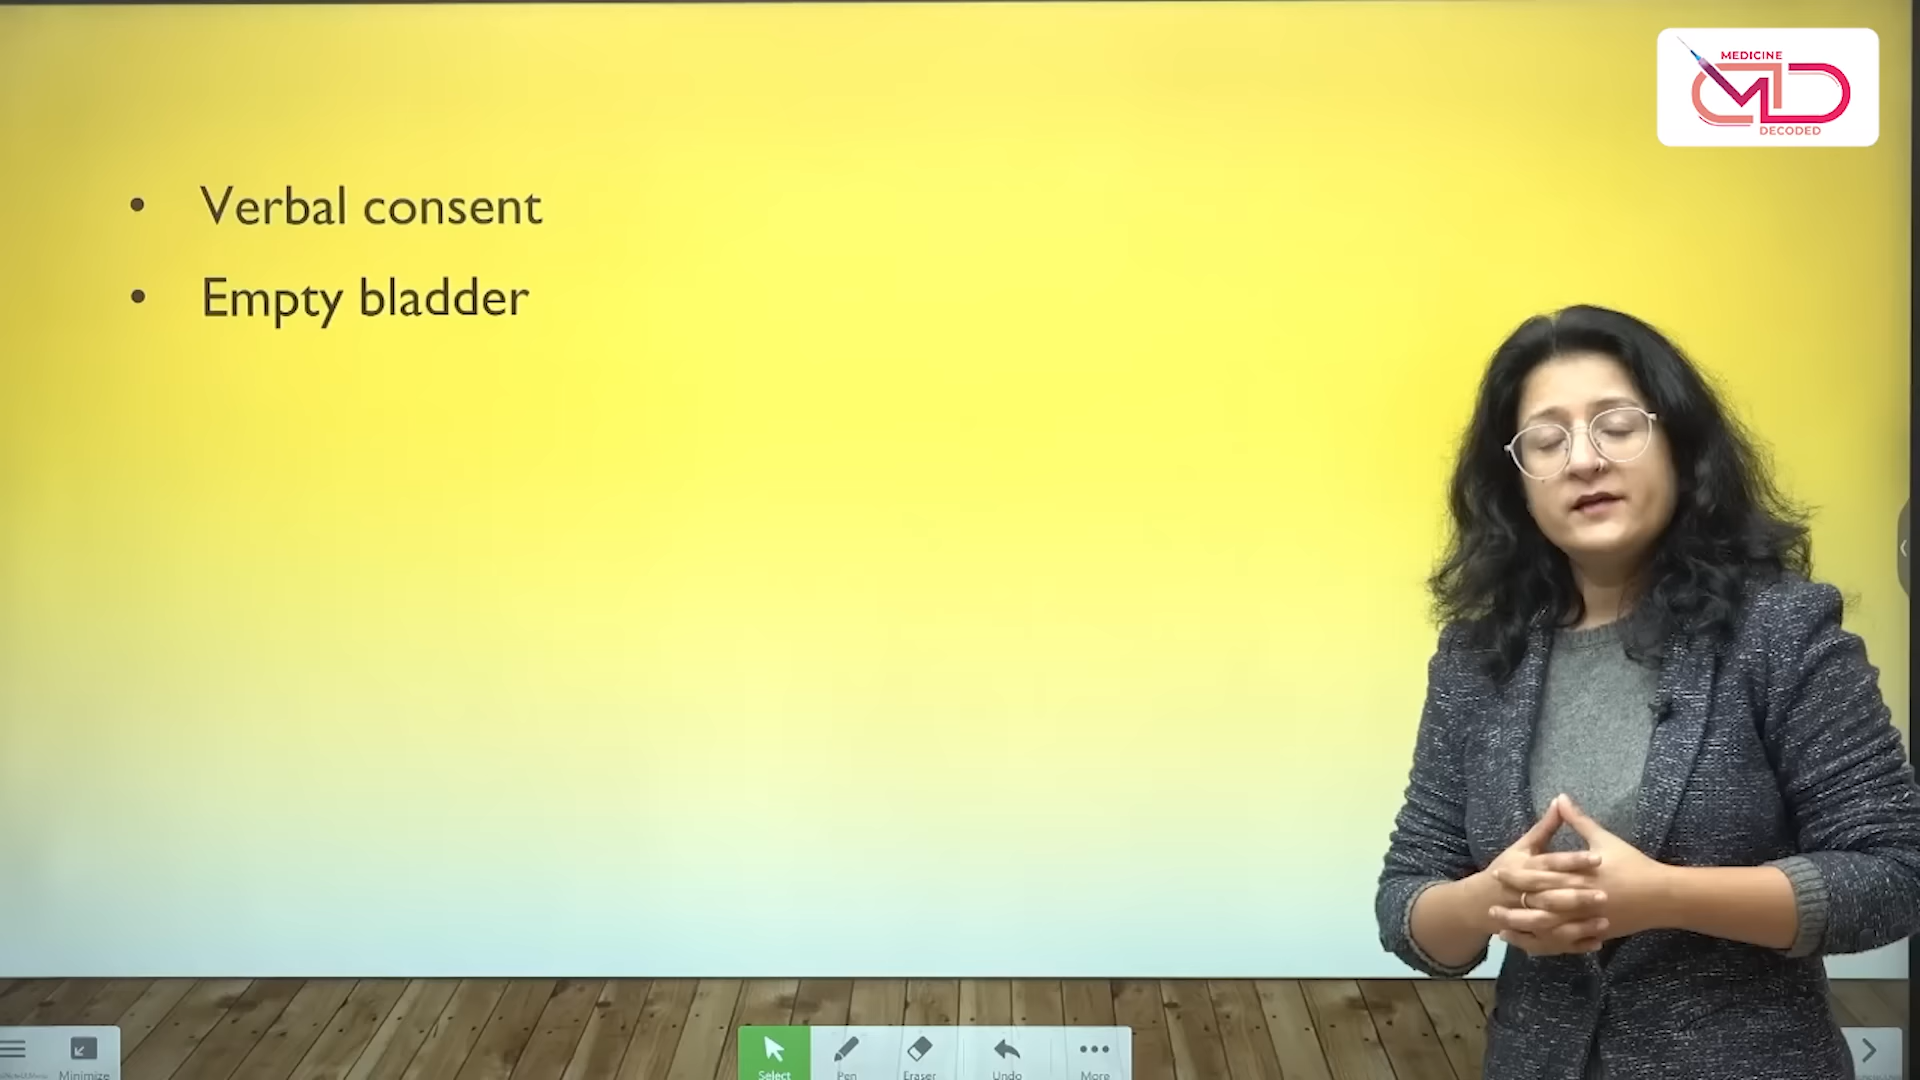 MEDICINE
DECODED
• Verbal consent
• Empty bladder
Minimize
Select
Pen
Eraser
Undo
More